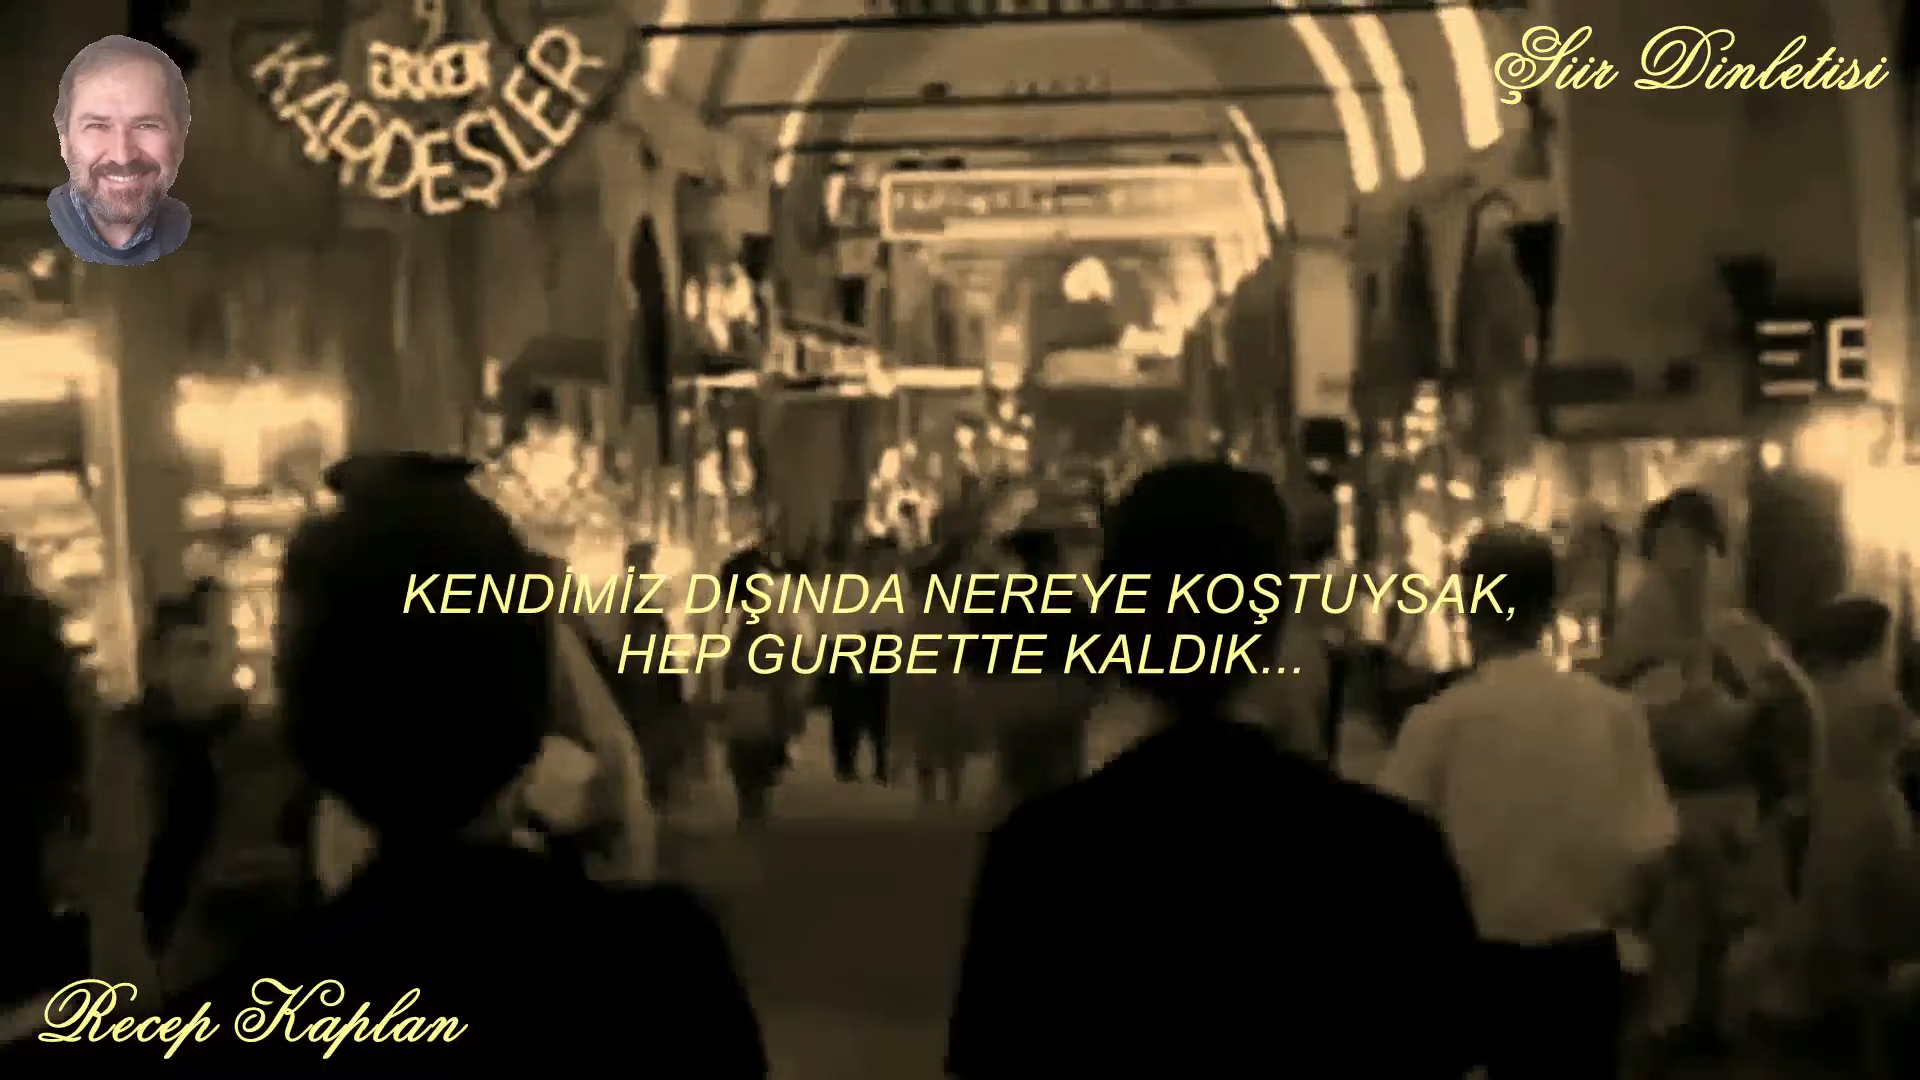 KARDEŞLER
Şiir Dinletisi
KENDİMİZ DIŞINDA NEREYE KOŞTUYSAK,
HEP GURBETTE KALDIK...
Recep Kaplan